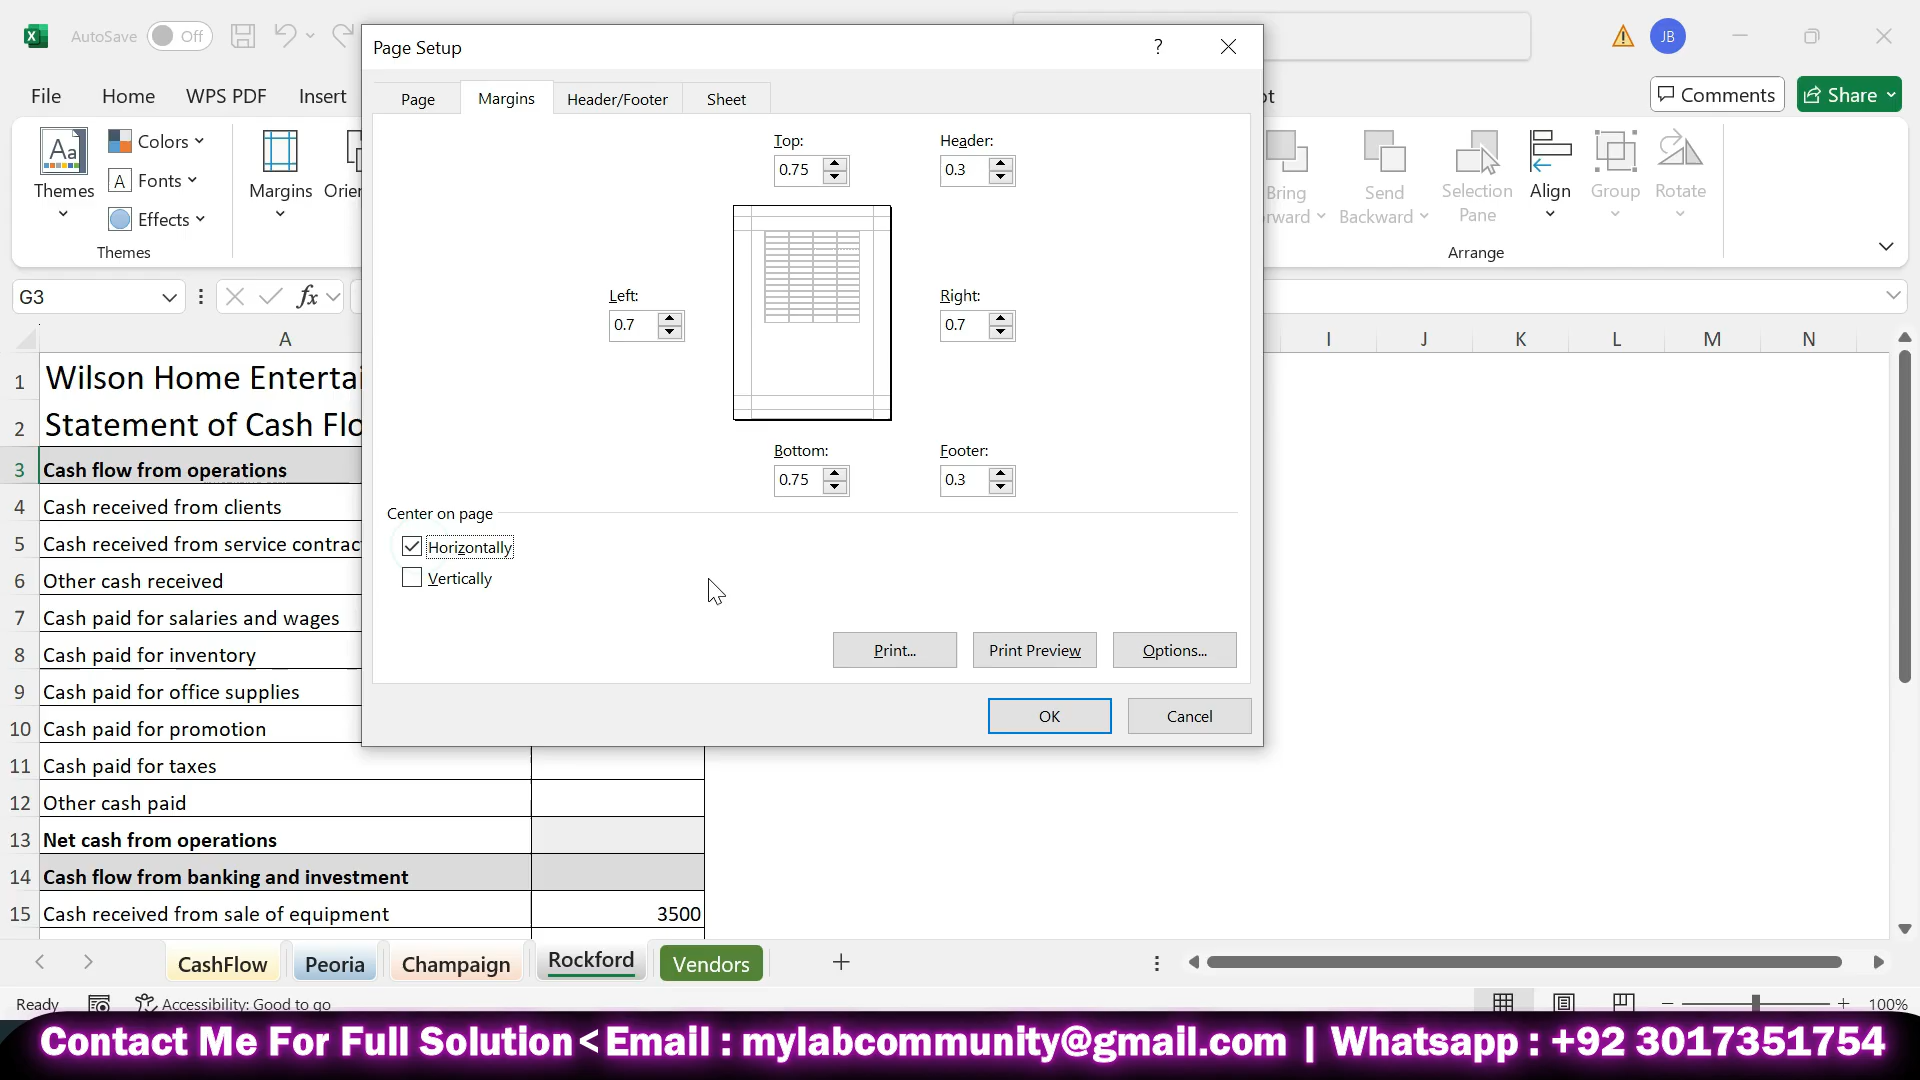 AutoSave Off
JB
Page Setup
?
File Home WPS PDF Insert
Comments Share
Page Margins Header/Footer Sheet
Themes
Colors
Fonts
Effects
Themes
Margins
Bring
Send
Backward
Selection
Pane
Align
Group
Rotate
Arrange
Top:
0.75
Header:
0.3
Left:
0.7
Right:
0.7
Bottom:
0.75
Footer:
0.3
Center on page
Horizontally
Vertically
Print... Print Preview Options...
OK Cancel
G3
fx
A I J K L M N
1 Wilson Home
2 Statement of Cash
3 Cash flow from operations
4 Cash received from clients
5 Cash received from service
6 Other cash received
7 Cash paid for salaries and wages
8 Cash paid for inventory
9 Cash paid for office supplies
10 Cash paid for promotion
11 Cash paid for taxes
12 Other cash paid
13 Net cash from operations
14 Cash flow from banking and investment
15 Cash received from sale of equipment 3500
CashFlow Peoria Champaign Rockford Vendors
Ready Accessibility: Good to go 100%
Contact Me For Full Solution < Email : mylabcommunity@gmail.com | Whatsapp : +92 3017351754